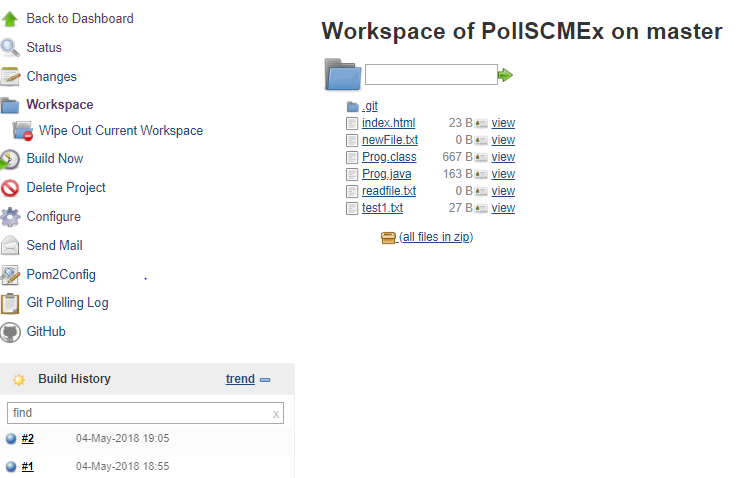 Back to Dashboard
Status
Changes
Workspace
Wipe Out Current Workspace
Build Now
Delete Project
Configure
Send Mail
Pom2Config
Git Polling Log
GitHub
Build History trend
find x
#2 04-May-2018 19:05
#1 04-May-2018 18:55
Workspace of PollSCMEx on master
.git
index.html 23 B view
newFile.txt 0 B view
Prog.class 667 B view
Prog.java 163 B view
readfile.txt 0 B view
test1.txt 27 B view
(all files in zip)